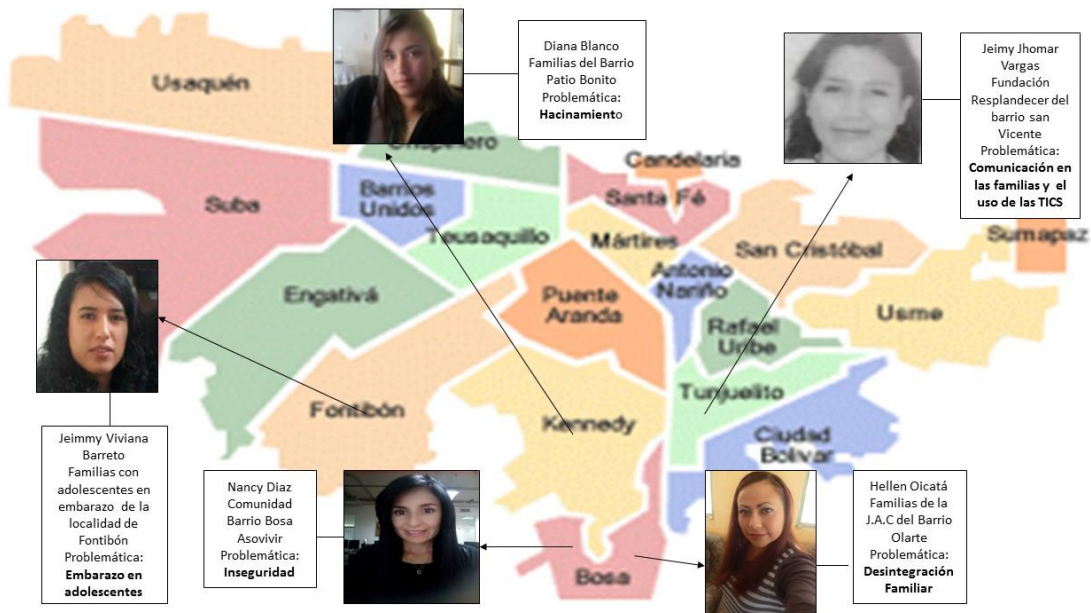 Diana Blanco
Familias del Barrio
Patio Bonito
Problemática:
Hacinamiento
Jeimy Jhomar
Vargas
Fundación
Resplandecer del
barrio san
Vicente
Problemática:
Comunicación en
las familias y el
uso de las TICS
Usaquén
Candelaria
Barrios
Unidos
Santa Fé
Suba
Teusaquillo
Mártires
San Cristóbal
Sumapaz
Antonio
Nariño
Engativá
Puente
Aranda
Usme
Rafael
Uribe
Fontibón
Kennedy
Tunjuelito
Ciudad
Bolivar
Bosa
Jeimmy Viviana
Barreto
Familias con
adolescentes en
embarazo de la
localidad de
Fontibón
Problemática:
Embarazo en
adolescentes
Nancy Diaz
Comunidad
Barrio Bosa
Asovivir
Problemática:
Inseguridad
Hellen Oicatá
Familias de la
J.A.C del Barrio
Olarte
Problemática:
Desintegración
Familiar